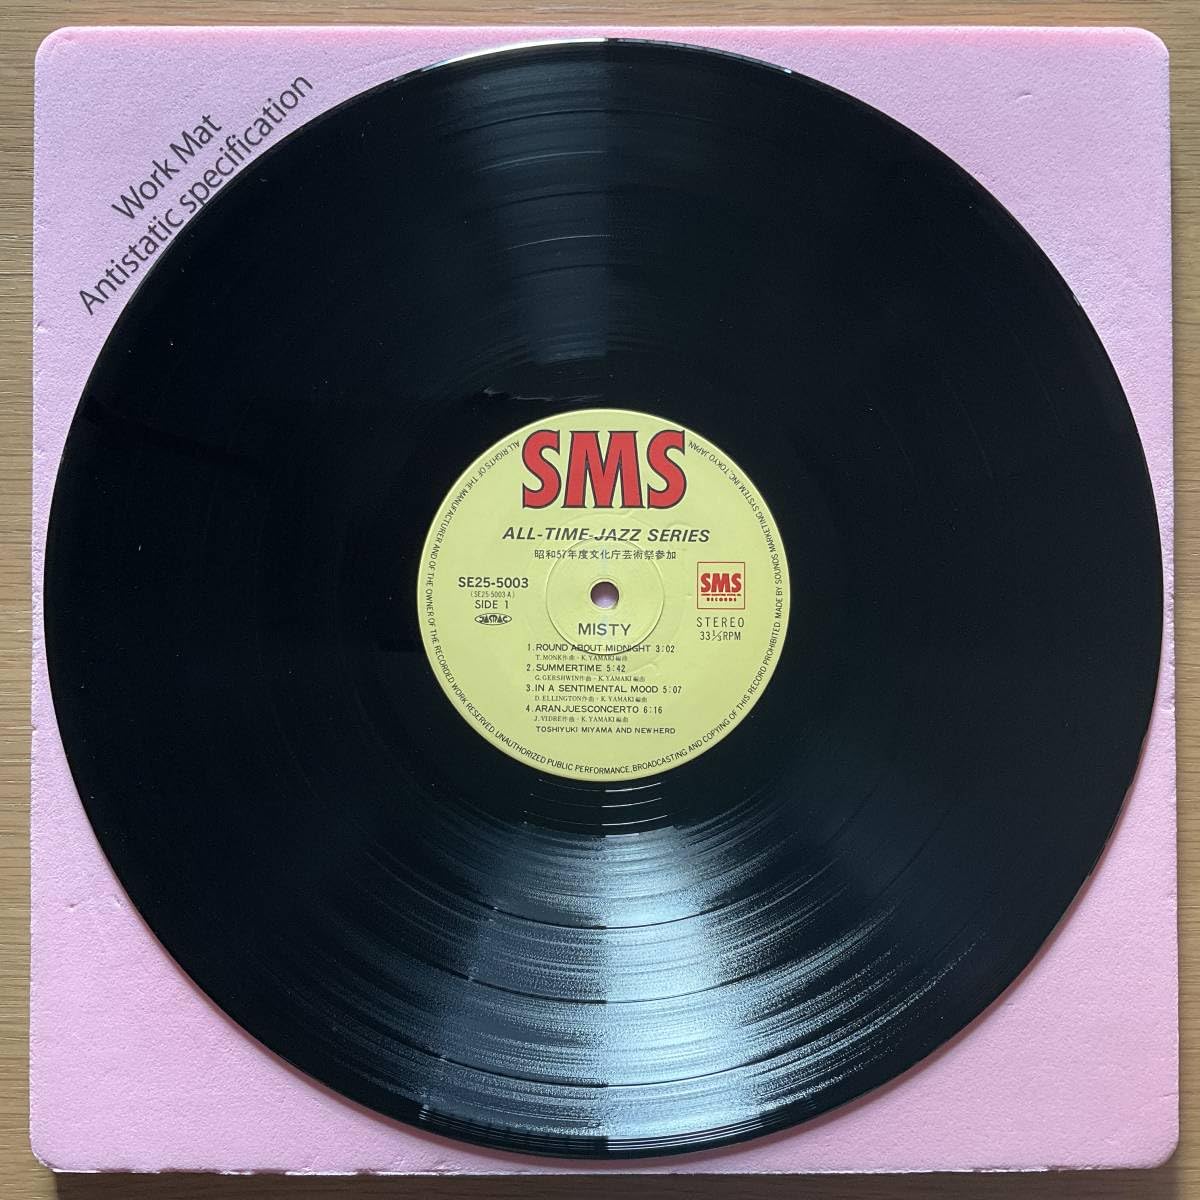 Work Mat
Antistatic specification
SMS
ALL-TIME-JAZZ SERIES
昭和57年度文化庁芸術祭参加
SE25-5003
(SE25-5003 A)
SIDE 1
JASRAC
SMS
RECORDS
STEREO
33⅓RPM
MISTY
1. ROUND ABOUT MIDNIGHT 3:02
T. MONK作曲・K. YAMAKI編曲
2. SUMMERTIME 5:42
G. GERSHWIN作曲・K. YAMAKI編曲
3. IN A SENTIMENTAL MOOD 5:07
D. ELLINGTON作曲・K. YAMAKI編曲
4. ARANJUESCONCERTO 6:16
J. VIDRE作曲・K. YAMAKI編曲
TOSHIYUKI MIYAMA AND NEW HERD
ALL RIGHTS OF THE MANUFACTURER AND OF THE OWNER OF THE RECORDED WORK RESERVED. UNAUTHORIZED PUBLIC PERFORMANCE, BROADCASTING AND COPYING OF THIS RECORD PROHIBITED. MADE BY SOUNDS MARKETING SYSTEM INC. TOKYO JAPAN